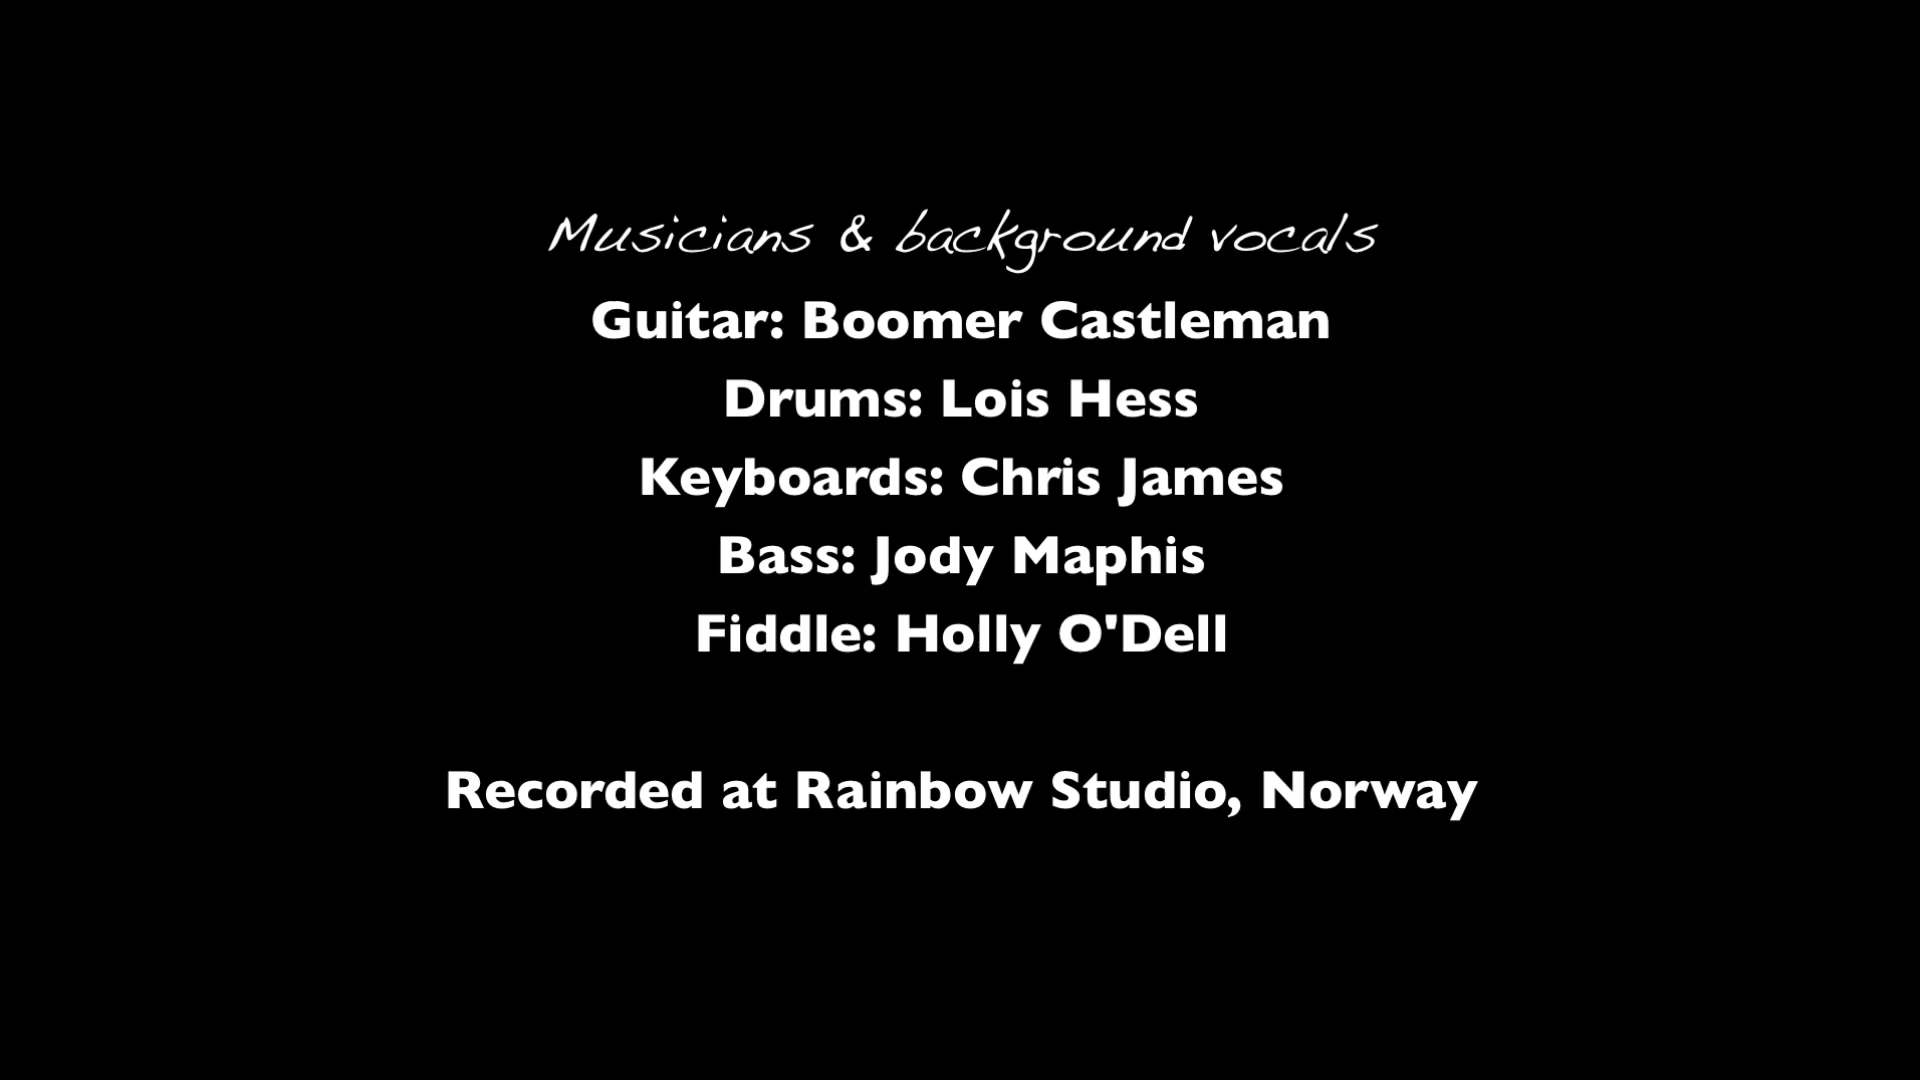 Musicians & background vocals
Guitar: Boomer Castleman
Drums: Lois Hess
Keyboards: Chris James
Bass: Jody Maphis
Fiddle: Holly O'Dell
Recorded at Rainbow Studio, Norway